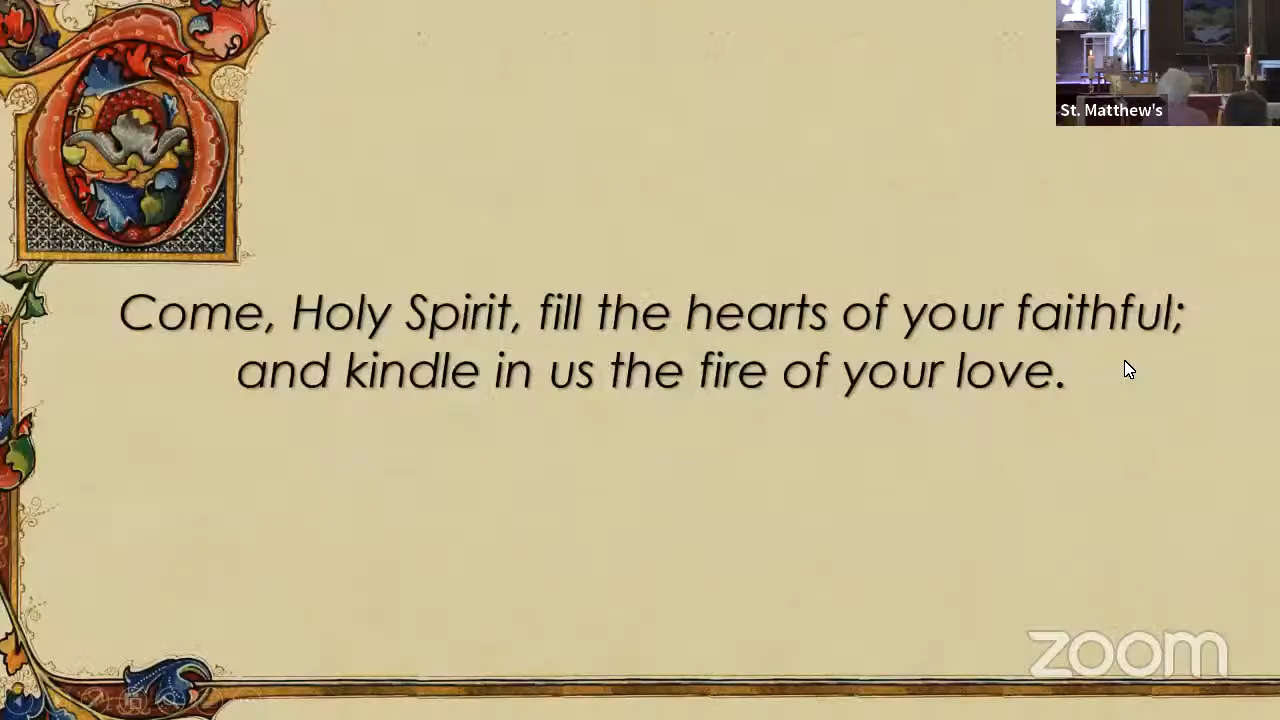 St. Matthew's
Come, Holy Spirit, fill the hearts of your faithful;
and kindle in us the fire of your love.
zoom